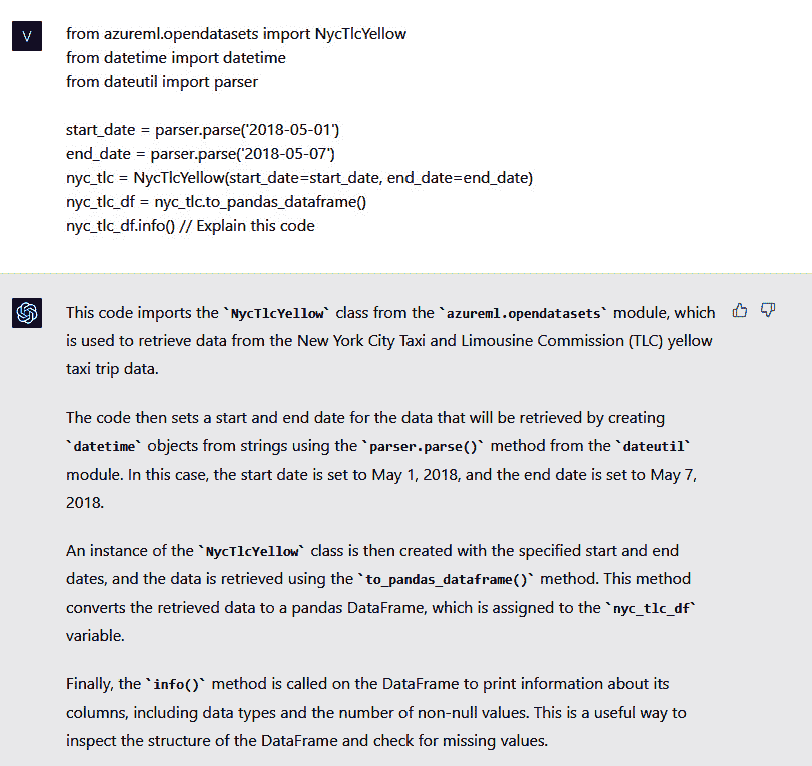 V
from azureml.opendatasets import NycTlcYellow
from datetime import datetime
from dateutil import parser
start_date = parser.parse('2018-05-01')
end_date = parser.parse('2018-05-07')
nyc_tlc = NycTlcYellow(start_date=start_date, end_date=end_date)
nyc_tlc_df = nyc_tlc.to_pandas_dataframe()
nyc_tlc_df.info() // Explain this code
This code imports the `NycTlcYellow` class from the `azureml.opendatasets` module, which
is used to retrieve data from the New York City Taxi and Limousine Commission (TLC) yellow
taxi trip data.
The code then sets a start and end date for the data that will be retrieved by creating
`datetime` objects from strings using the `parser.parse()` method from the `dateutil`
module. In this case, the start date is set to May 1, 2018, and the end date is set to May 7,
2018.
An instance of the `NycTlcYellow` class is then created with the specified start and end
dates, and the data is retrieved using the `to_pandas_dataframe()` method. This method
converts the retrieved data to a pandas DataFrame, which is assigned to the `nyc_tlc_df`
variable.
Finally, the `info()` method is called on the DataFrame to print information about its
columns, including data types and the number of non-null values. This is a useful way to
inspect the structure of the DataFrame and check for missing values.